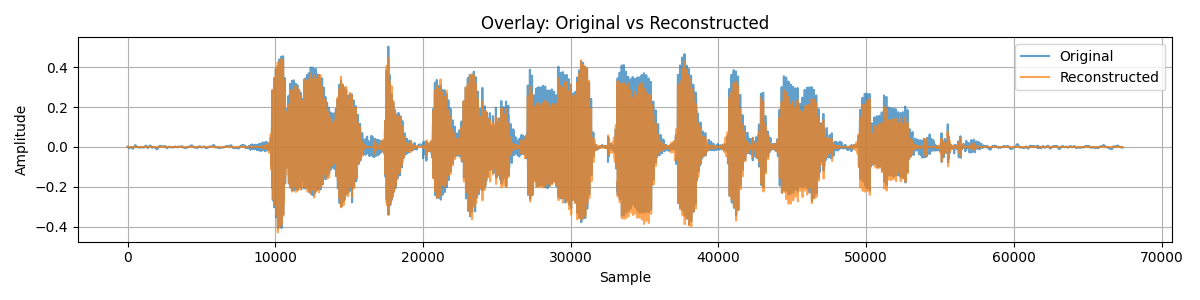 Overlay: Original vs Reconstructed
Original
Reconstructed
Amplitude
0.4
0.2
0.0
−0.2
−0.4
0 10000 20000 30000 40000 50000 60000 70000
Sample